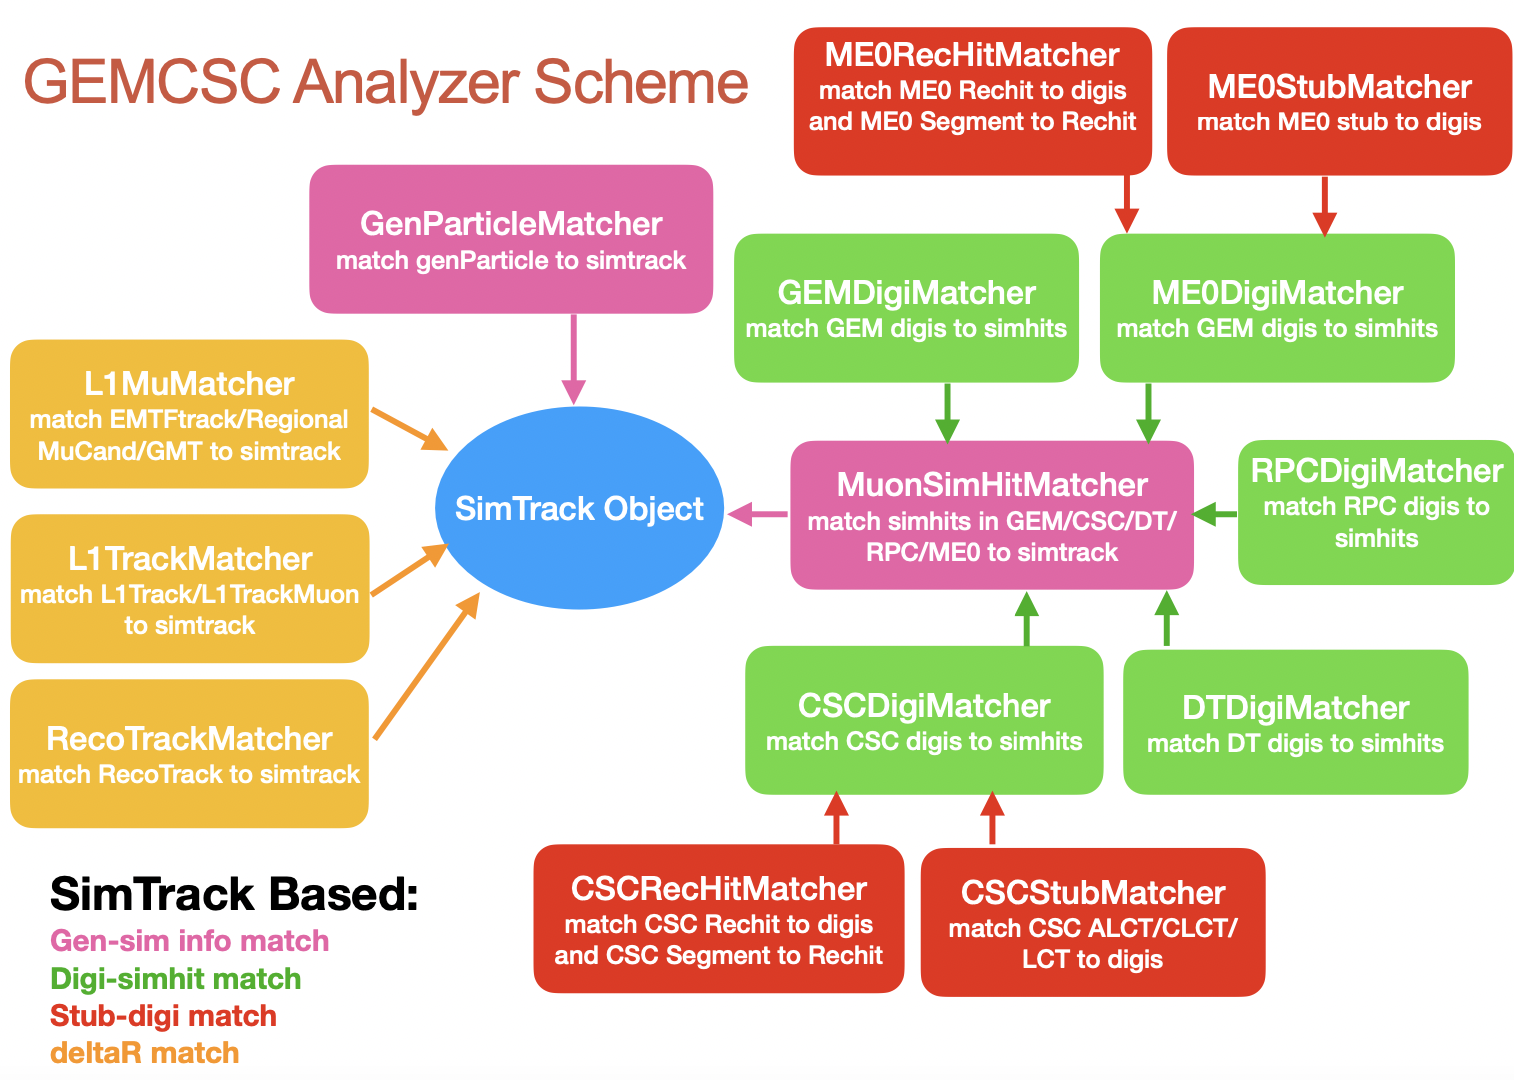 GEMCSC Analyzer Scheme
ME0RecHitMatcher
match ME0 Rechit to digis
and ME0 Segment to Rechit
ME0StubMatcher
match ME0 stub to digis
GenParticleMatcher
match genParticle to simtrack
GEMDigiMatcher
match GEM digis to simhits
ME0DigiMatcher
match GEM digis to simhits
L1MuMatcher
match EMTFtrack/Regional
MuCand/GMT to simtrack
SimTrack Object
MuonSimHitMatcher
match simhits in GEM/CSC/DT/
RPC/ME0 to simtrack
RPCDigiMatcher
match RPC digis to
simhits
L1TrackMatcher
match L1Track/L1TrackMuon
to simtrack
RecoTrackMatcher
match RecoTrack to simtrack
CSCDigiMatcher
match CSC digis to simhits
DTDigiMatcher
match DT digis to simhits
CSCRecHitMatcher
match CSC Rechit to digis
and CSC Segment to Rechit
CSCStubMatcher
match CSC ALCT/CLCT/
LCT to digis
SimTrack Based:
Gen-sim info match
Digi-simhit match
Stub-digi match
deltaR match